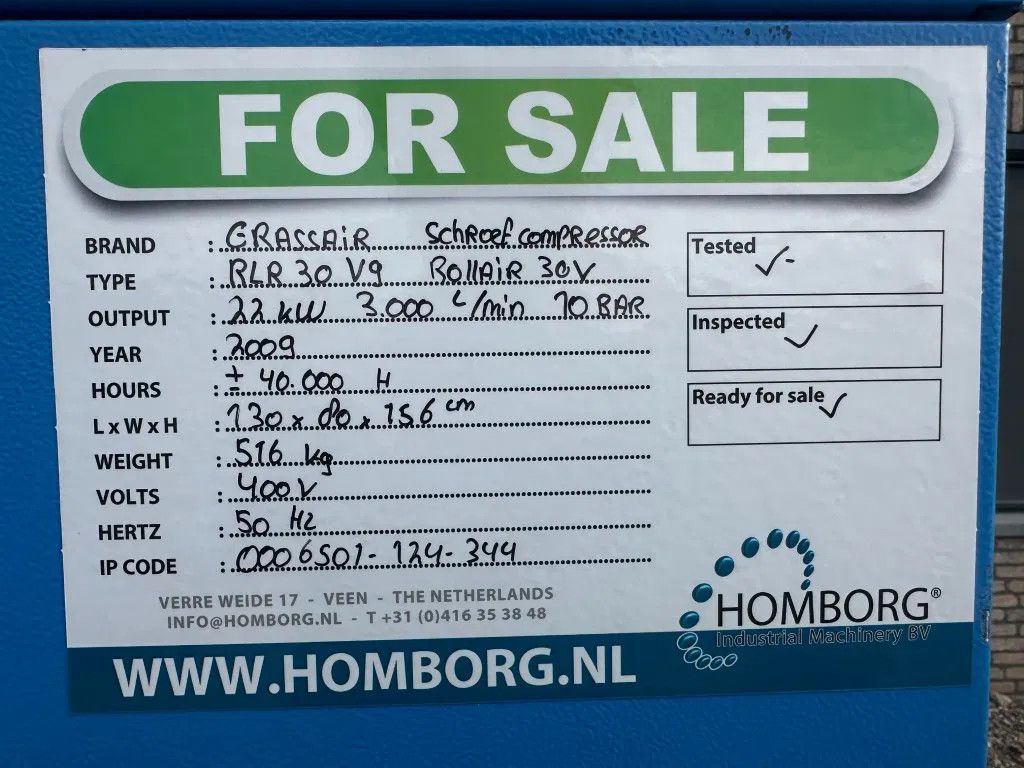 FOR SALE
BRAND : GRASSAIR SCHROEFCOMPRESSOR
TYPE : RLR 30 V9 ROLLAIR 30V
OUTPUT : 22 kW 3.000 L/min 10 BAR
YEAR : 2009
HOURS : ± 40.000 H
L x W x H : 130 x 80 x 156 cm
WEIGHT : 516 kg
VOLTS : 400V
HERTZ : 50 Hz
IP CODE : 0006501-124-344
Tested ✓-
Inspected ✓
Ready for sale ✓
VERRE WEIDE 17 - VEEN - THE NETHERLANDS
INFO@HOMBORG.NL - T +31 (0)416 35 38 48
WWW.HOMBORG.NL
HOMBORG®
Industrial Machinery BV